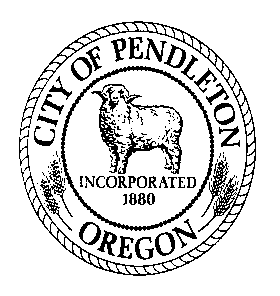 CITY OF PENDLETON
INCORPORATED
1880
OREGON